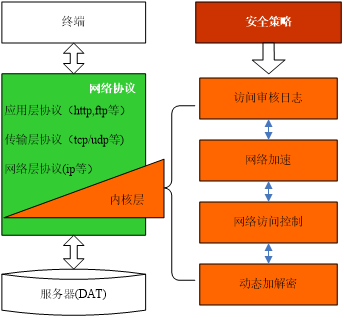 终端
网络协议
应用层协议（http,ftp等）
传输层协议（tcp/udp等)
网络层协议(ip等）
内核层
服务器(DAT)
安全策略
访问审核日志
网络加速
网络访问控制
动态加解密